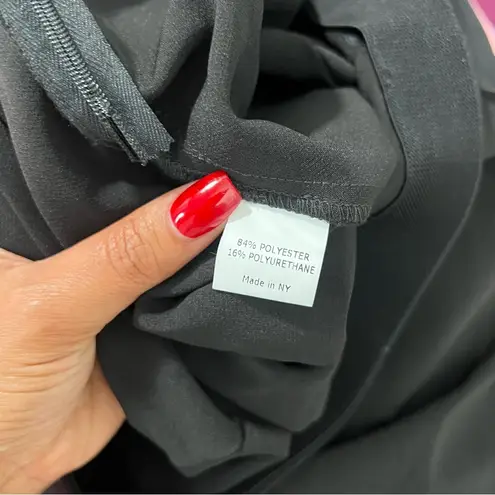 84% POLYESTER
16% POLYURETHANE
Made in NY